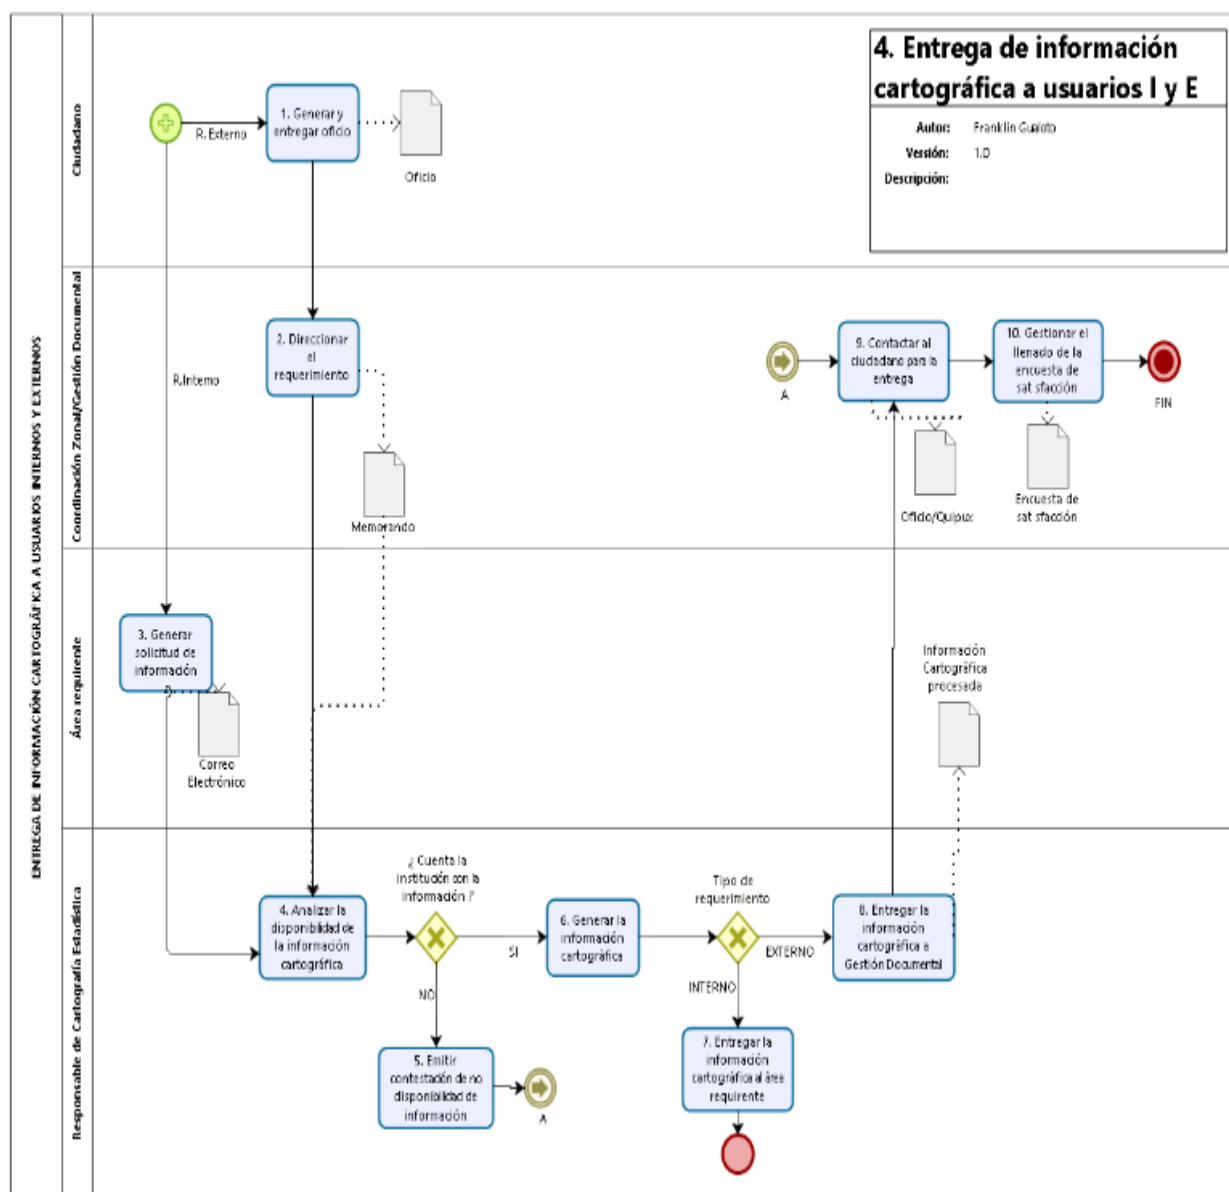 4. Entrega de información
cartográfica a usuarios I y E
Autor: Franklin Gualoto
Versión: 1.0
Descripción:
ENTREGA DE INFORMACIÓN CARTOGRÁFICA A USUARIOS INTERNOS Y EXTERNOS
Ciudadano
R. Externo
1. Generar y
entregar oficio
Oficio
Coordinación Zonal/Gestión Documental
R.Interno
2. Direccionar
el
requerimiento
Memorando
A
9. Contactar al
ciudadano para la
entrega
Oficio/Quipux
10. Gestionar el
llenado de la
encuesta de
sat sfacción
Encuesta de
sat sfacción
FIN
Área requirente
3. Generar
solicitud de
información
Correo
Electrónico
Información
Cartográfica
procesada
Responsable de Cartografía Estadística
4. Analizar la
disponibilidad de
la información
cartográfica
¿ Cuenta la
institución con la
información ?
SI
NO
5. Emitir
contestación de no
disponibilidad de
información
A
6. Generar la
información
cartográfica
Tipo de
requerimiento
EXTERNO
INTERNO
7. Entregar la
información
cartográfica al área
requirente
8. Entregar la
información
cartográfica a
Gestión Documental